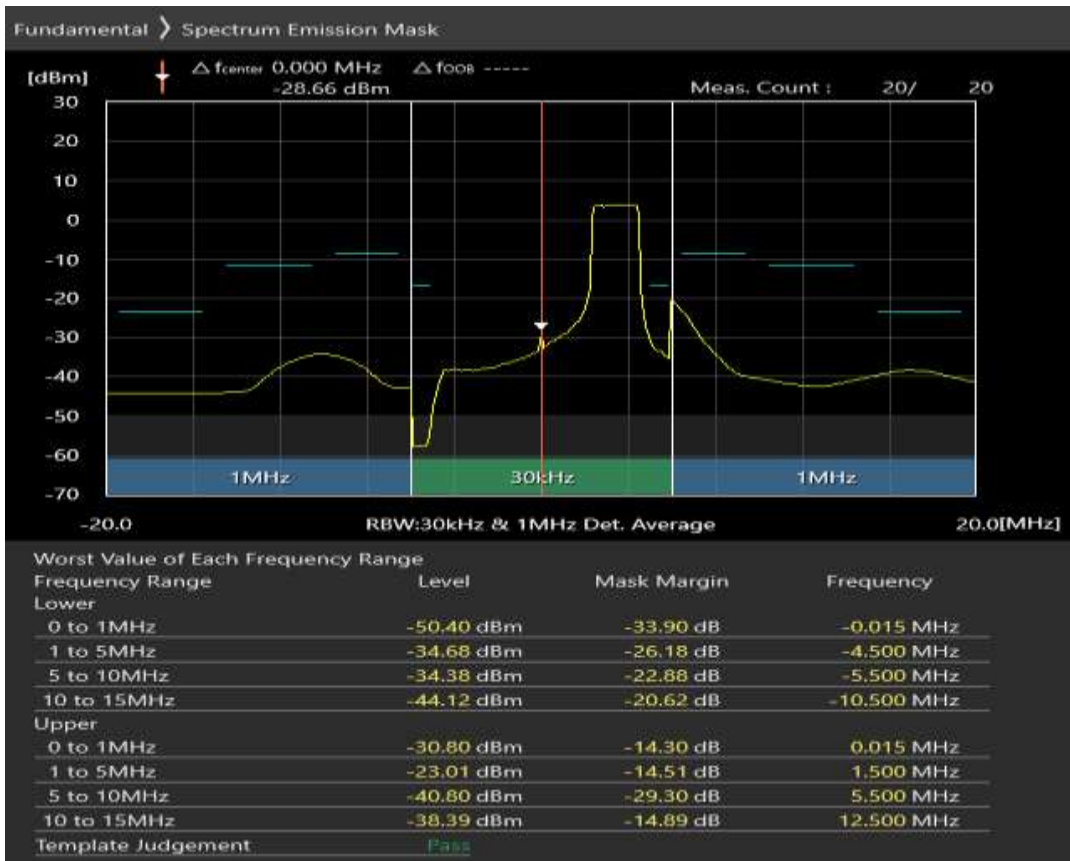 Fundamental ❯ Spectrum Emission Mask
[dBm] △ fcenter 0.000 MHz △ fOOB -----
-28.66 dBm Meas. Count : 20/ 20
30
20
10
0
-10
-20
-30
-40
-50
-60
-70
1MHz 30kHz 1MHz
-20.0 RBW:30kHz & 1MHz Det. Average 20.0[MHz]
Worst Value of Each Frequency Range
Frequency Range Level Mask Margin Frequency
Lower
0 to 1MHz -50.40 dBm -33.90 dB -0.015 MHz
1 to 5MHz -34.68 dBm -26.18 dB -4.500 MHz
5 to 10MHz -34.38 dBm -22.88 dB -5.500 MHz
10 to 15MHz -44.12 dBm -20.62 dB -10.500 MHz
Upper
0 to 1MHz -30.80 dBm -14.30 dB 0.015 MHz
1 to 5MHz -23.01 dBm -14.51 dB 1.500 MHz
5 to 10MHz -40.80 dBm -29.30 dB 5.500 MHz
10 to 15MHz -38.39 dBm -14.89 dB 12.500 MHz
Template Judgement Pass